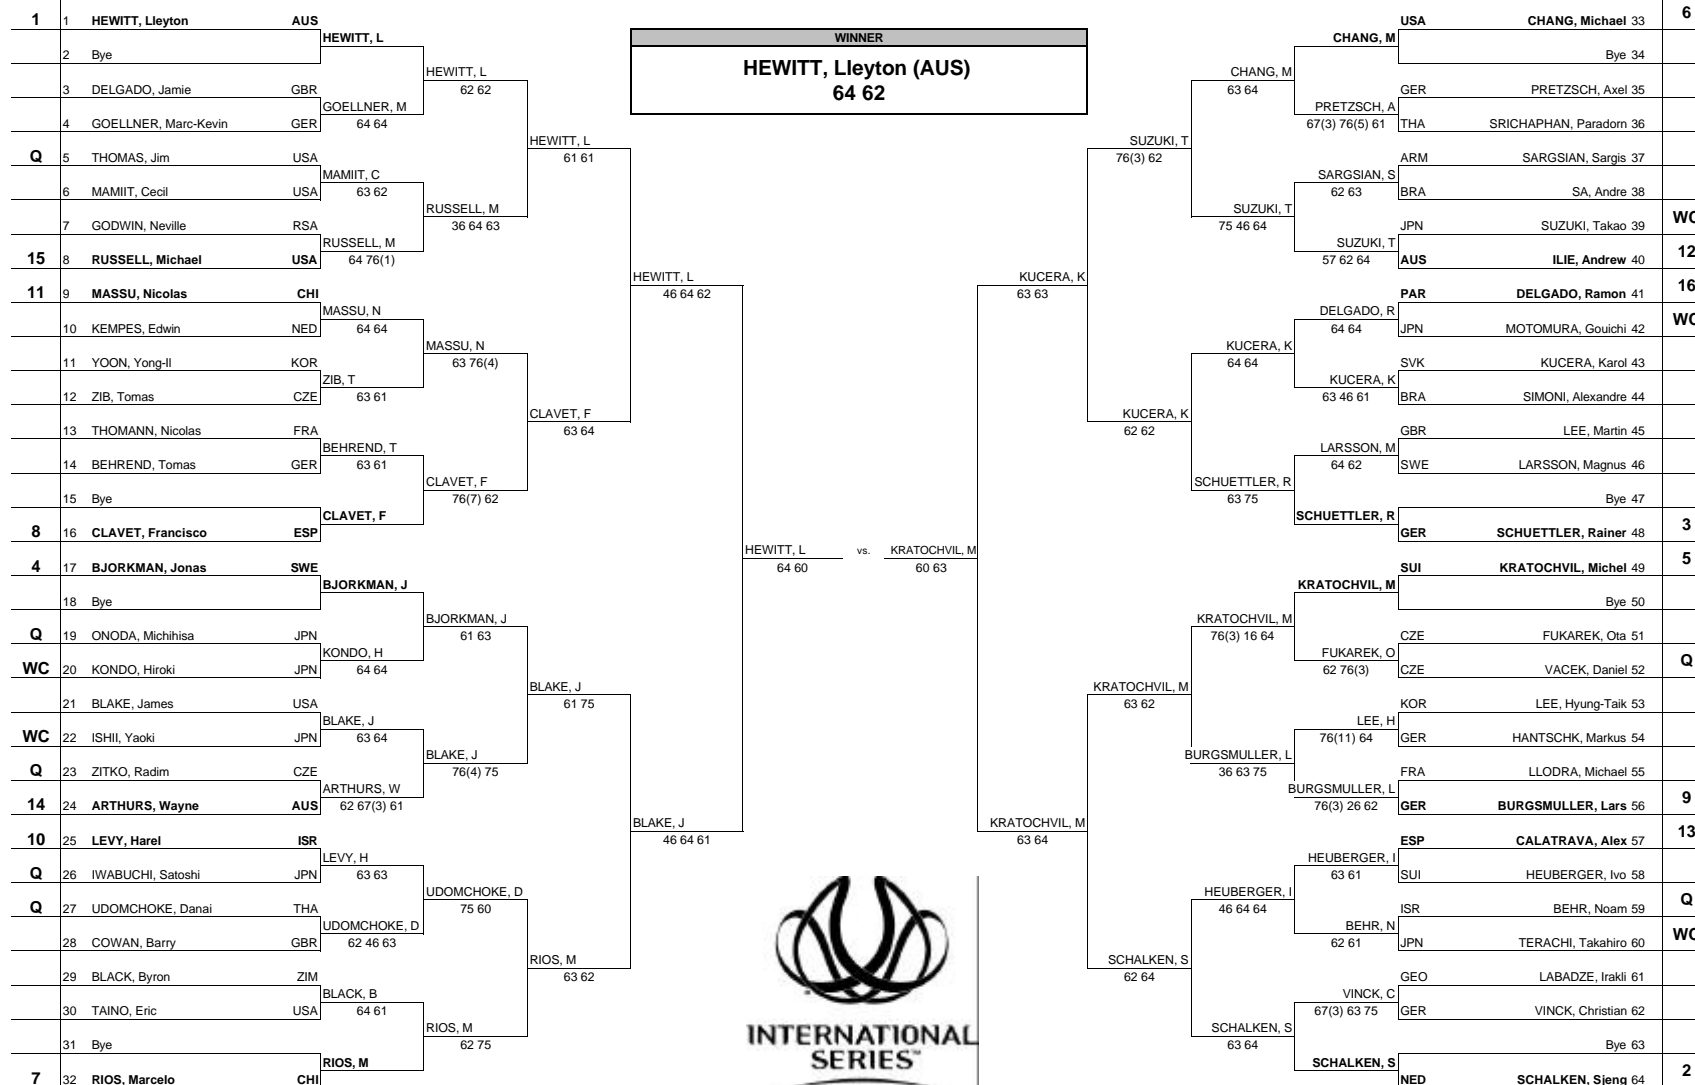 1 1 HEWITT, Lleyton AUS
HEWITT, L
2 Bye
HEWITT, L
62 62
3 DELGADO, Jamie GBR
GOELLNER, M
4 GOELLNER, Marc-Kevin GER
64 64
HEWITT, L
61 61
Q 5 THOMAS, Jim USA
MAMIIT, C
6 MAMIIT, Cecil USA
63 62
RUSSELL, M
36 64 63
7 GODWIN, Neville RSA
RUSSELL, M
15 8 RUSSELL, Michael USA
64 76(1)
HEWITT, L
46 64 62
11 9 MASSU, Nicolas CHI
MASSU, N
10 KEMPES, Edwin NED
64 64
MASSU, N
63 76(4)
11 YOON, Yong-Il KOR
ZIB, T
12 ZIB, Tomas CZE
63 61
CLAVET, F
63 64
13 THOMANN, Nicolas FRA
BEHREND, T
14 BEHREND, Tomas GER
63 61
CLAVET, F
76(7) 62
15 Bye
CLAVET, F
8 16 CLAVET, Francisco ESP
HEWITT, L
64 60
4 17 BJORKMAN, Jonas SWE
BJORKMAN, J
18 Bye
BJORKMAN, J
61 63
Q 19 ONODA, Michihisa JPN
KONDO, H
WC 20 KONDO, Hiroki JPN
64 64
BLAKE, J
61 75
21 BLAKE, James USA
BLAKE, J
WC 22 ISHII, Yaoki JPN
63 64
BLAKE, J
76(4) 75
Q 23 ZITKO, Radim CZE
ARTHURS, W
14 24 ARTHURS, Wayne AUS
62 67(3) 61
BLAKE, J
46 64 61
10 25 LEVY, Harel ISR
LEVY, H
Q 26 IWABUCHI, Satoshi JPN
63 63
UDOMCHOKE, D
75 60
Q 27 UDOMCHOKE, Danai THA
UDOMCHOKE, D
28 COWAN, Barry GBR
62 46 63
RIOS, M
63 62
29 BLACK, Byron ZIM
BLACK, B
30 TAINO, Eric USA
64 61
RIOS, M
62 75
31 Bye
RIOS, M
7 32 RIOS, Marcelo CHI
WINNER
HEWITT, Lleyton (AUS)
64 62
vs.
INTERNATIONAL
SERIES™
KRATOCHVIL, M
60 63
USA CHANG, Michael 33 6
CHANG, M
Bye 34
CHANG, M
63 64
GER PRETZSCH, Axel 35
PRETZSCH, A
THA SRICHAPHAN, Paradorn 36
67(3) 76(5) 61
SUZUKI, T
76(3) 62
ARM SARGSIAN, Sargis 37
SARGSIAN, S
BRA SA, Andre 38
62 63
SUZUKI, T
75 46 64
JPN SUZUKI, Takao 39 WC
SUZUKI, T
AUS ILIE, Andrew 40 12
57 62 64
KUCERA, K
63 63
PAR DELGADO, Ramon 41 16
DELGADO, R
JPN MOTOMURA, Gouichi 42 WC
64 64
KUCERA, K
64 64
SVK KUCERA, Karol 43
KUCERA, K
BRA SIMONI, Alexandre 44
63 46 61
KUCERA, K
62 62
GBR LEE, Martin 45
LARSSON, M
SWE LARSSON, Magnus 46
64 62
SCHUETTLER, R
63 75
Bye 47
SCHUETTLER, R
GER SCHUETTLER, Rainer 48 3
SUI KRATOCHVIL, Michel 49 5
KRATOCHVIL, M
Bye 50
KRATOCHVIL, M
76(3) 16 64
CZE FUKAREK, Ota 51
FUKAREK, O
CZE VACEK, Daniel 52 Q
62 76(3)
KRATOCHVIL, M
63 62
KOR LEE, Hyung-Taik 53
LEE, H
GER HANTSCHK, Markus 54
76(11) 64
BURGSMULLER, L
36 63 75
FRA LLODRA, Michael 55
BURGSMULLER, L
GER BURGSMULLER, Lars 56 9
76(3) 26 62
KRATOCHVIL, M
63 64
ESP CALATRAVA, Alex 57 13
HEUBERGER, I
SUI HEUBERGER, Ivo 58
63 61
HEUBERGER, I
46 64 64
ISR BEHR, Noam 59 Q
BEHR, N
JPN TERACHI, Takahiro 60 WC
62 61
SCHALKEN, S
62 64
GEO LABADZE, Irakli 61
VINCK, C
GER VINCK, Christian 62
67(3) 63 75
SCHALKEN, S
63 64
Bye 63
SCHALKEN, S
NED SCHALKEN, Sjeng 64 2